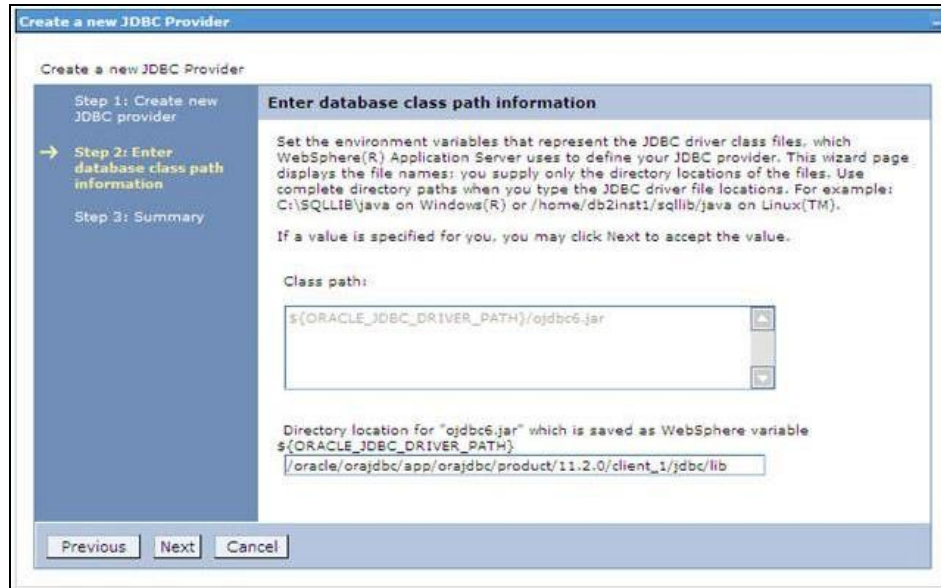 Create a new JDBC Provider
Create a new JDBC Provider
Step 1: Create new
JDBC provider
Step 2: Enter
database class path
information
Step 3: Summary
Enter database class path information
Set the environment variables that represent the JDBC driver class files, which
WebSphere(R) Application Server uses to define your JDBC provider. This wizard page
displays the file names; you supply only the directory locations of the files. Use
complete directory paths when you type the JDBC driver file locations. For example:
C:\SQLLIB\java on Windows(R) or /home/db2inst1/sqllib/java on Linux(TM).
If a value is specified for you, you may click Next to accept the value.
Class path:
${ORACLE_JDBC_DRIVER_PATH}/ojdbc6.jar
Directory location for "ojdbc6.jar" which is saved as WebSphere variable
${ORACLE_JDBC_DRIVER_PATH}
/oracle/orajdbc/app/orajdbc/product/11.2.0/client_1/jdbc/lib
Previous Next Cancel